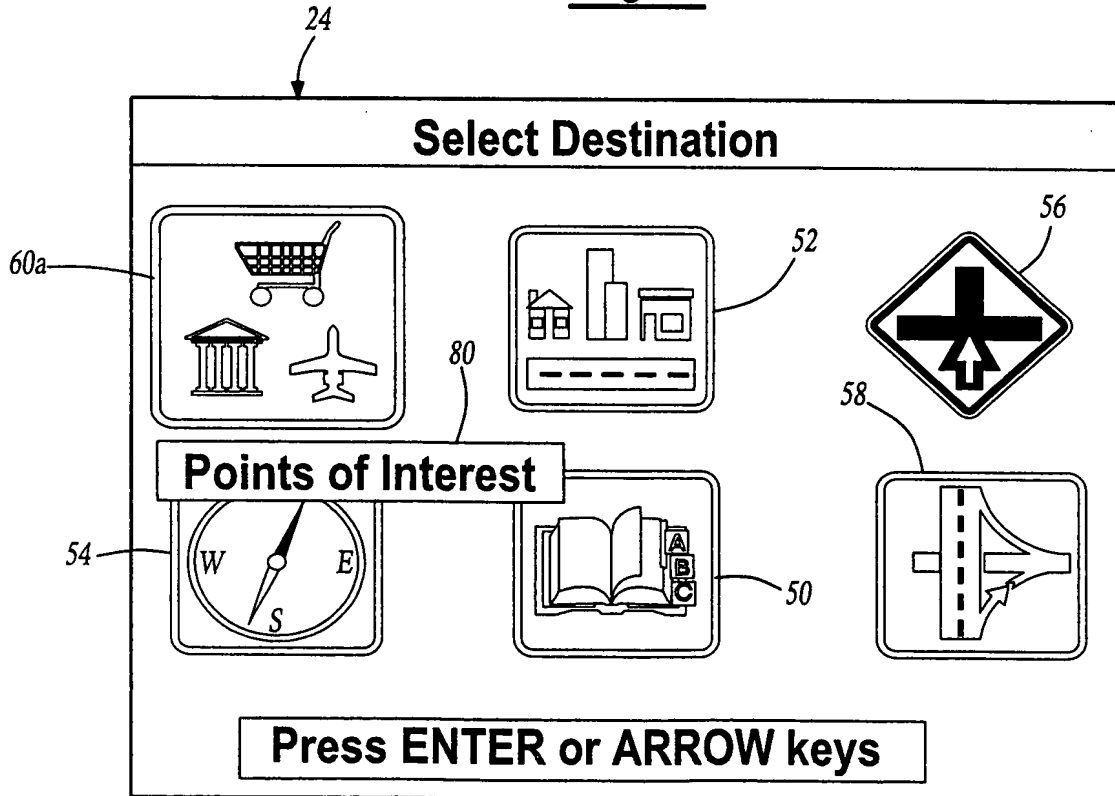 24
Select Destination
60a
52
56
80
58
Points of Interest
54
W
E
S
A
B
C
50
Press ENTER or ARROW keys